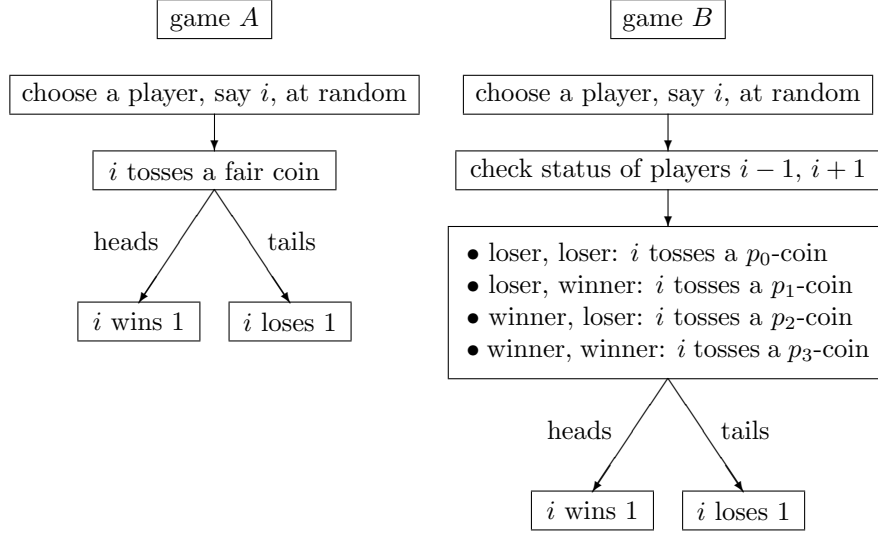 game A
choose a player, say i, at random
i tosses a fair coin
heads
tails
i wins 1
i loses 1
game B
choose a player, say i, at random
check status of players i − 1, i + 1
• loser, loser: i tosses a p₀-coin
• loser, winner: i tosses a p₁-coin
• winner, loser: i tosses a p₂-coin
• winner, winner: i tosses a p₃-coin
heads
tails
i wins 1
i loses 1